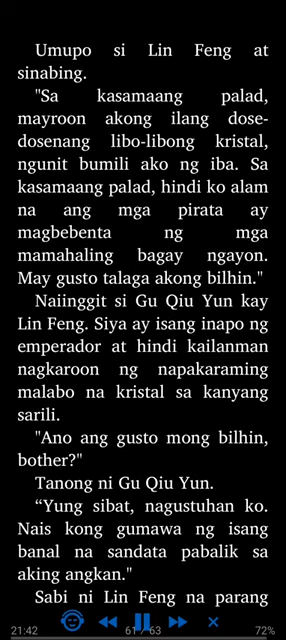 Umupo si Lin Feng at
sinabing.
"Sa kasamaang palad,
mayroon akong ilang dose-
dosenang libo-libong kristal,
ngunit bumili ako ng iba. Sa
kasamaang palad, hindi ko alam
na ang mga pirata ay
magbebenta ng mga
mamahaling bagay ngayon.
May gusto talaga akong bilhin."
Naiinggit si Gu Qiu Yun kay
Lin Feng. Siya ay isang inapo ng
emperador at hindi kailanman
nagkaroon ng napakaraming
malabo na kristal sa kanyang
sarili.
"Ano ang gusto mong bilhin,
bother?"
Tanong ni Gu Qiu Yun.
“Yung sibat, nagustuhan ko.
Nais kong gumawa ng isang
banal na sandata pabalik sa
aking angkan."
Sabi ni Lin Feng na parang
21:42 61 / 63 72%